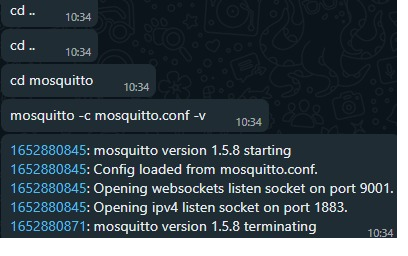 cd ..
10:34
cd ..
10:34
cd mosquitto
10:34
mosquitto -c mosquitto.conf -v
10:34
1652880845: mosquitto version 1.5.8 starting
1652880845: Config loaded from mosquitto.conf.
1652880845: Opening websockets listen socket on port 9001.
1652880845: Opening ipv4 listen socket on port 1883.
1652880871: mosquitto version 1.5.8 terminating
10:34